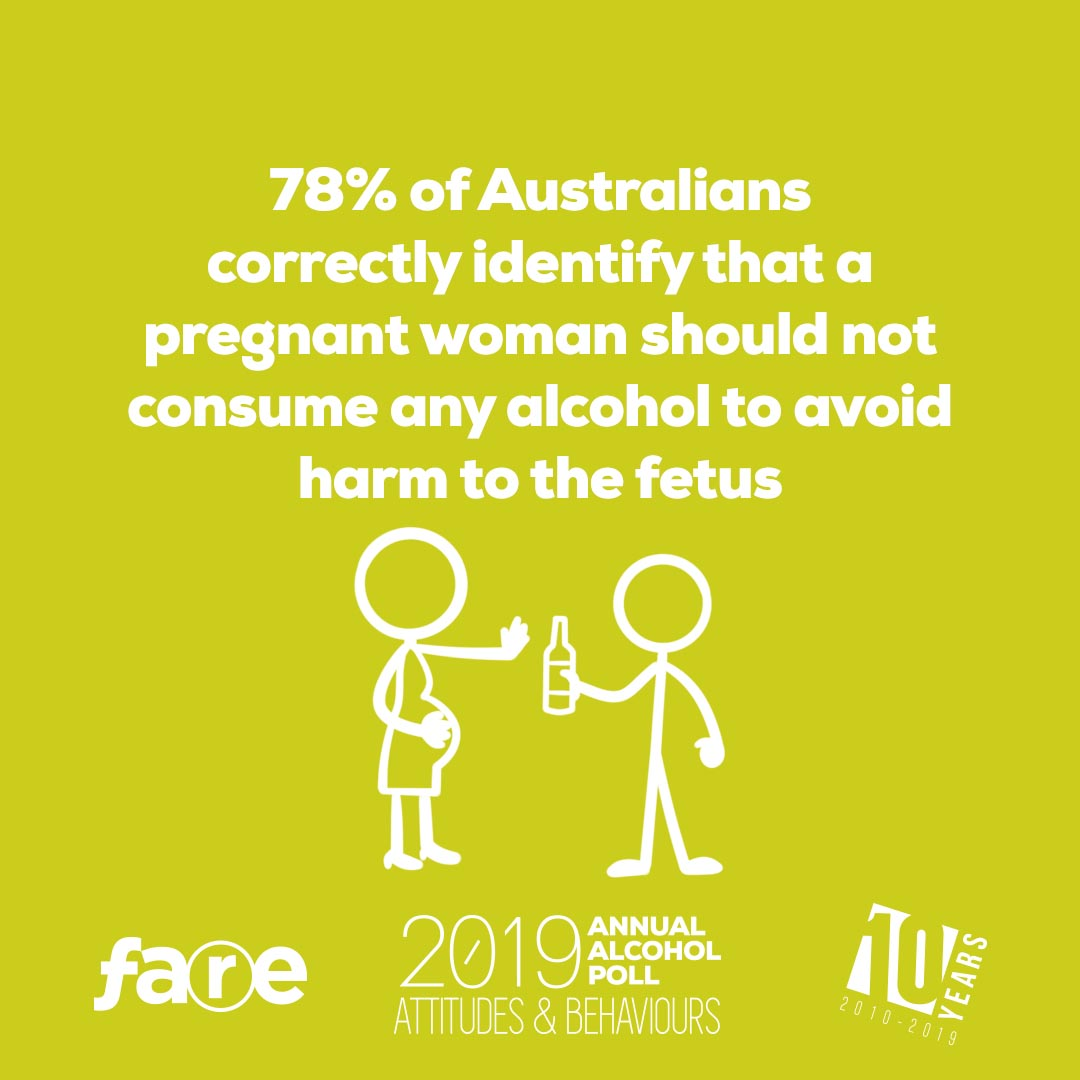 78% of Australians
correctly identify that a
pregnant woman should not
consume any alcohol to avoid
harm to the fetus
fare
2019 ANNUAL
ALCOHOL
POLL
ATTITUDES & BEHAVIOURS
10 YEARS
2010-2019